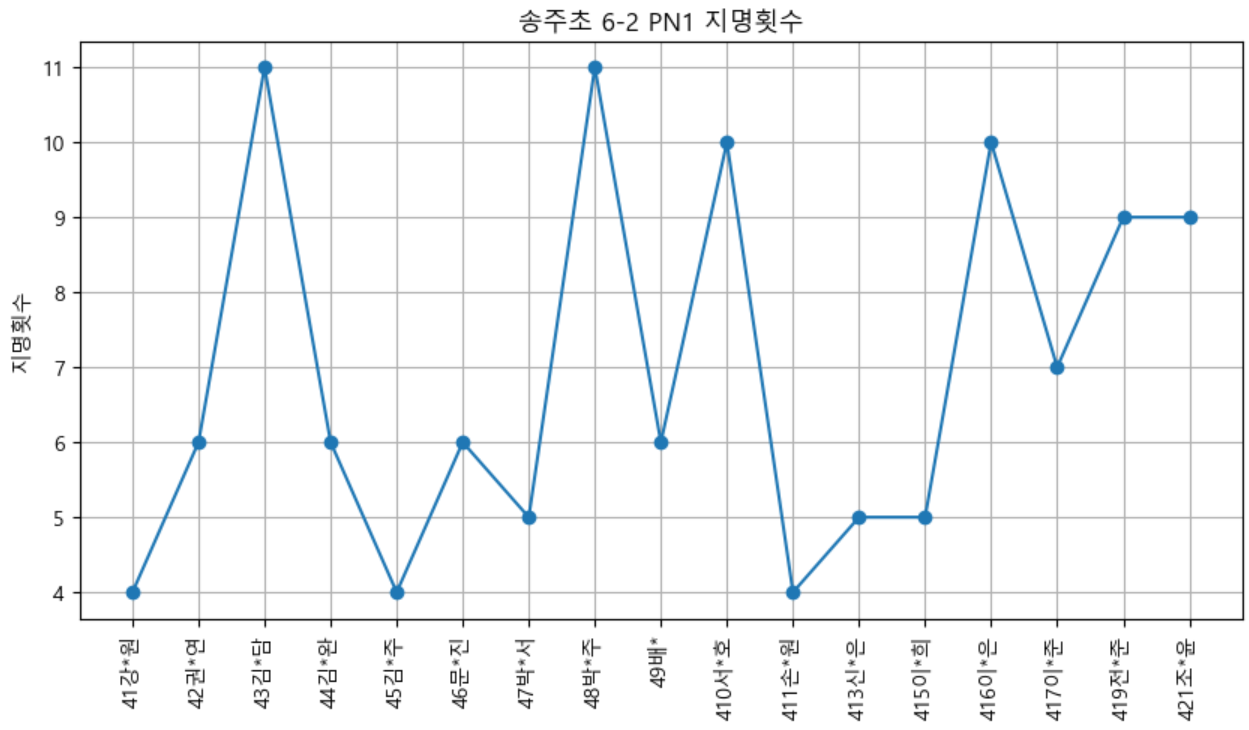 송주초 6-2 PN1 지명횟수
지명횟수
11
10
9
8
7
6
5
4
41강*원
42권*연
43김*담
44김*완
45김*주
46문*진
47박*서
48박*주
49배*
410서*호
411손*원
413신*은
415이*희
416이*은
417이*준
419전*준
421조*윤